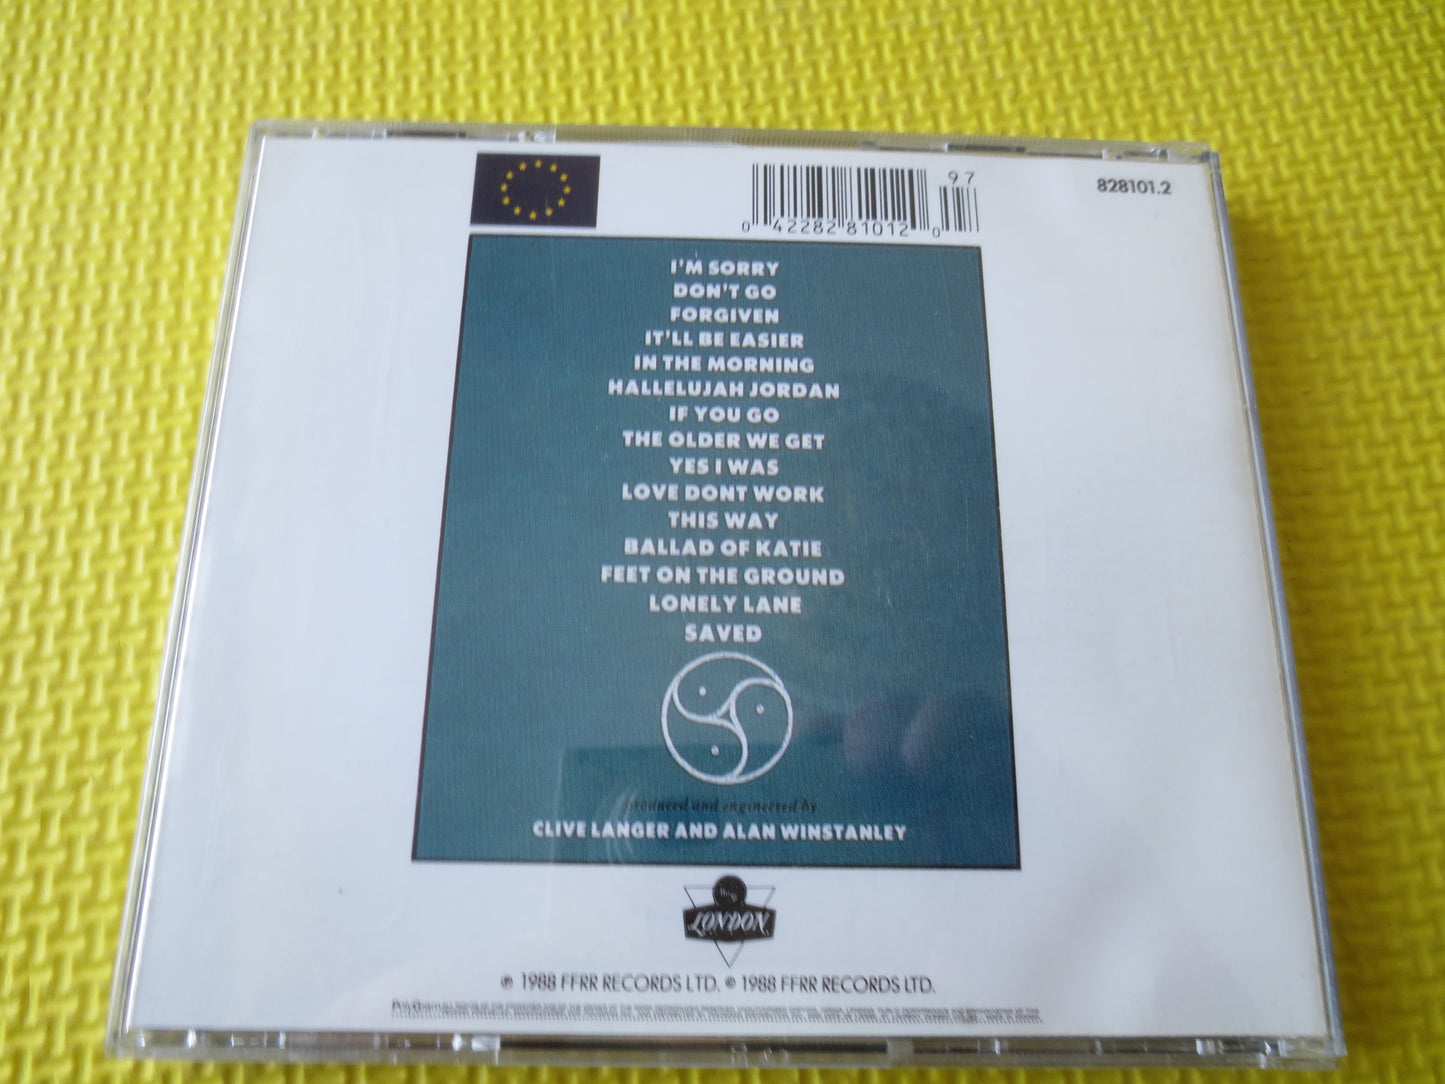 97
828101.2
0 42282 81012 0
I'M SORRY
DON'T GO
FORGIVEN
IT'LL BE EASIER
IN THE MORNING
HALLELUJAH JORDAN
IF YOU GO
THE OLDER WE GET
YES I WAS
LOVE DONT WORK
THIS WAY
BALLAD OF KATIE
FEET ON THE GROUND
LONELY LANE
SAVED
produced and engineered by
CLIVE LANGER AND ALAN WINSTANLEY
LONDON
℗ 1988 FFRR RECORDS LTD. © 1988 FFRR RECORDS LTD.